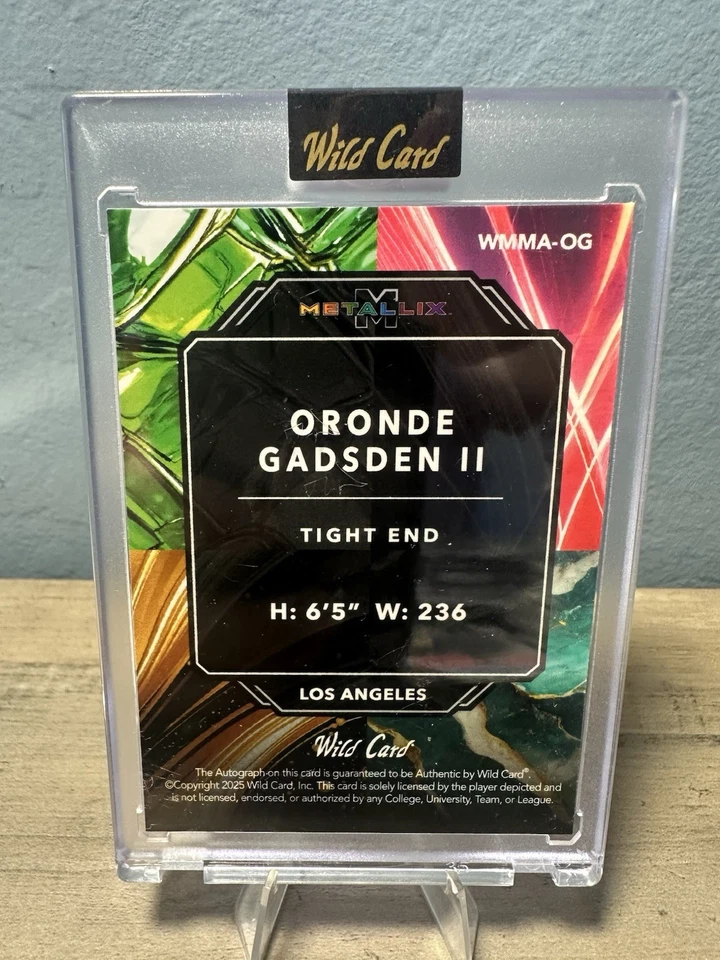 Wild Card
WMMA-OG
METALLIX
M
ORONDE
GADSDEN II
TIGHT END
H: 6'5" W: 236
LOS ANGELES
Wild Card
The Autograph on this card is guaranteed to be Authentic by Wild Card®.
©Copyright 2025 Wild Card, Inc. This card is solely licensed by the player depicted and
is not licensed, endorsed, or authorized by any College, University, Team, or League.